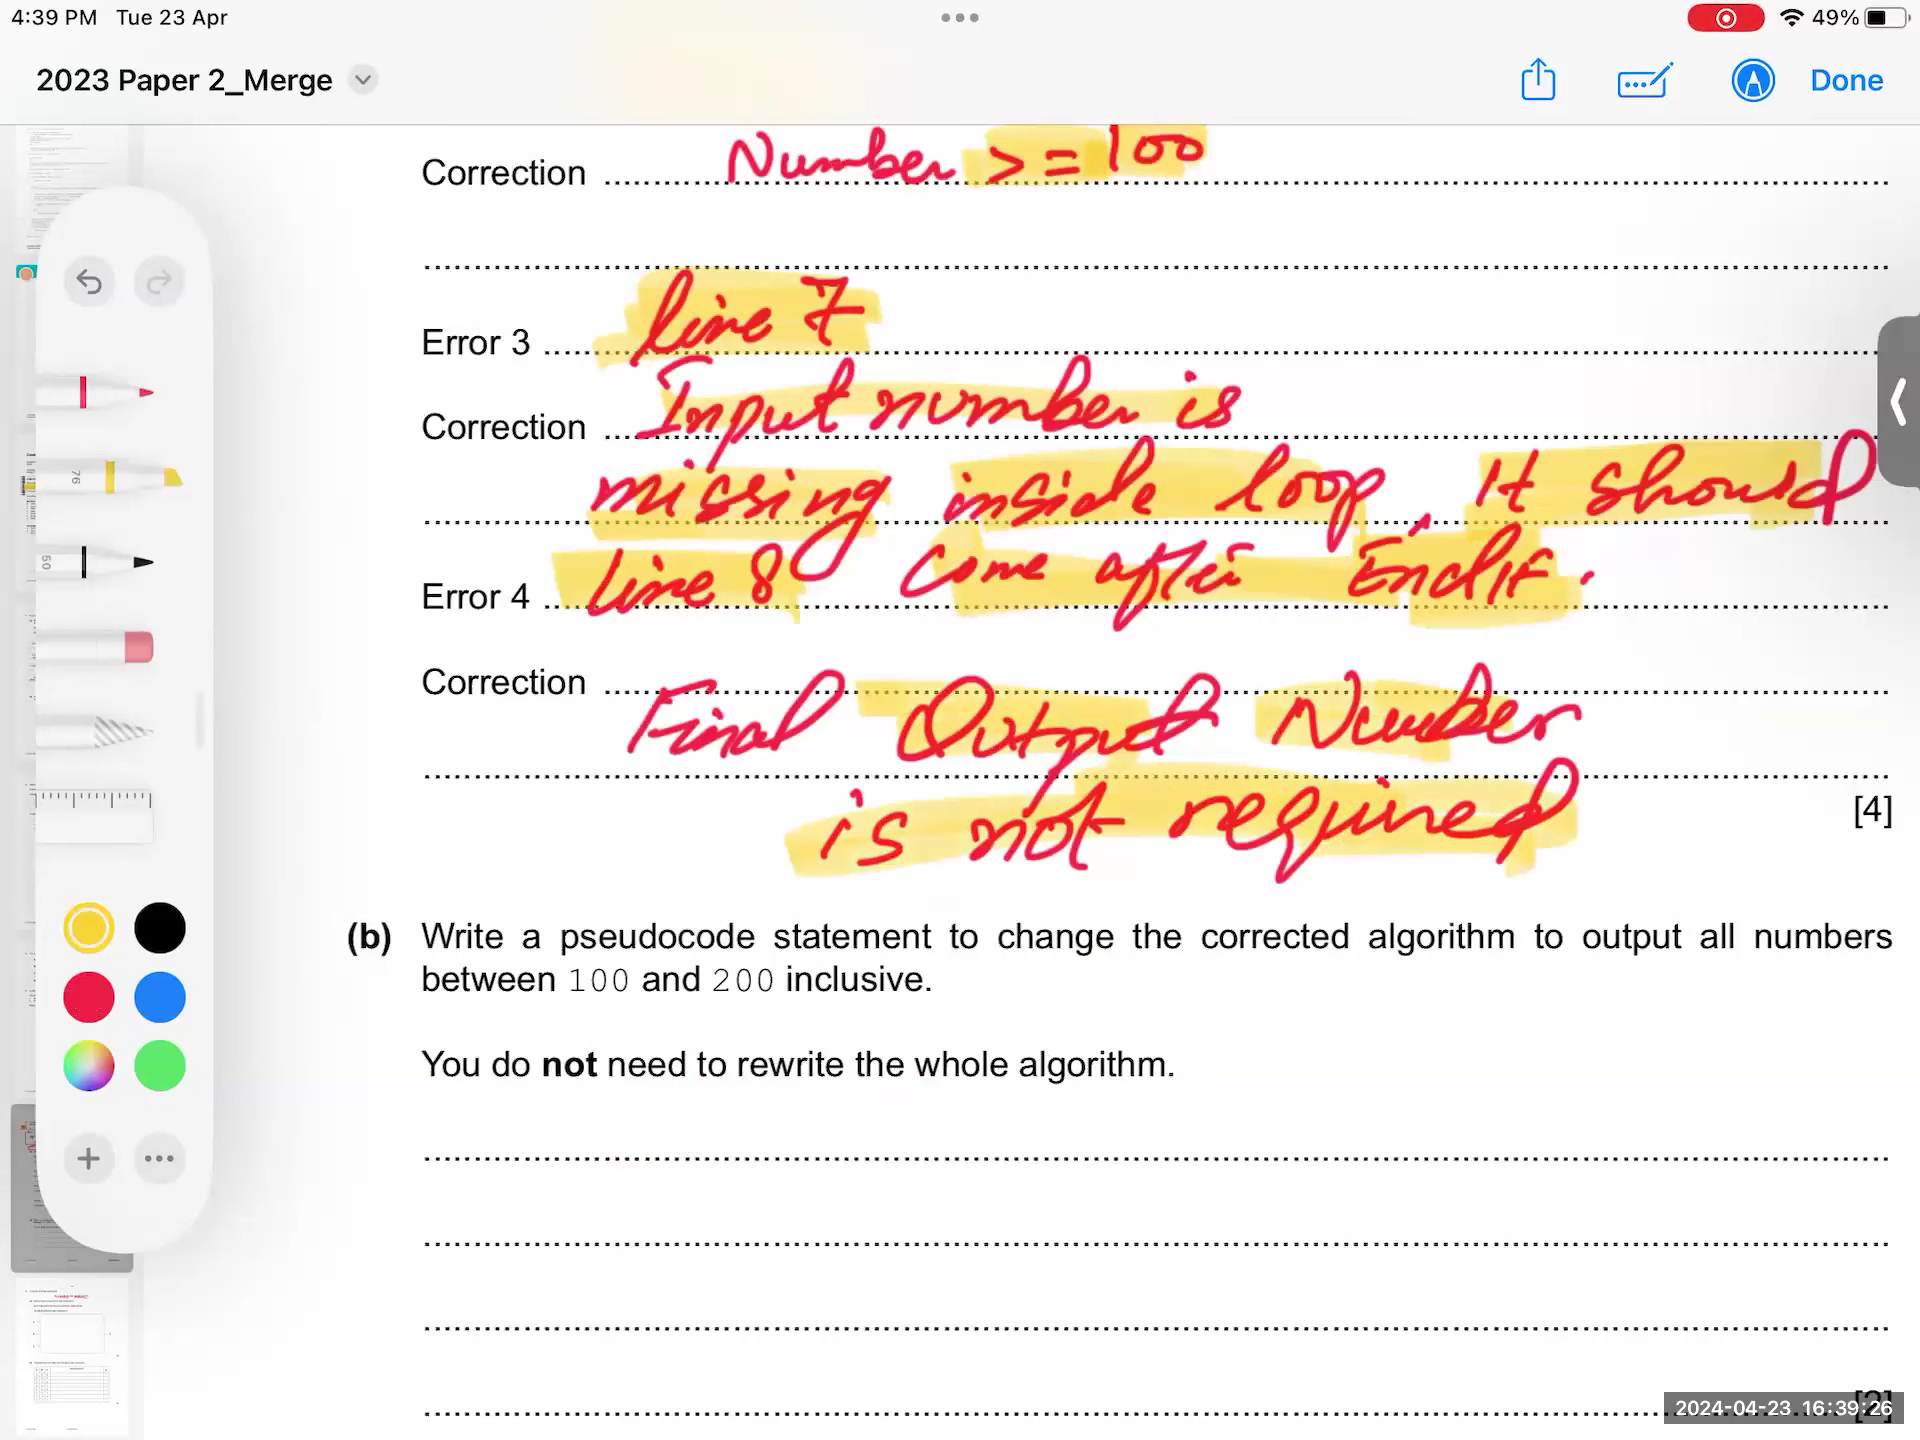 4:39 PM Tue 23 Apr
49%
2023 Paper 2_Merge
Done
Correction Number >= 100
Error 3 line 7
Correction Input number is
missing inside loop, It should
Error 4 line 8 come after EndIf.
Correction Final Output Number
is not required
[4]
(b) Write a pseudocode statement to change the corrected algorithm to output all numbers
between 100 and 200 inclusive.
You do not need to rewrite the whole algorithm.
[2]
76
50
2024-04-23 16:39:26